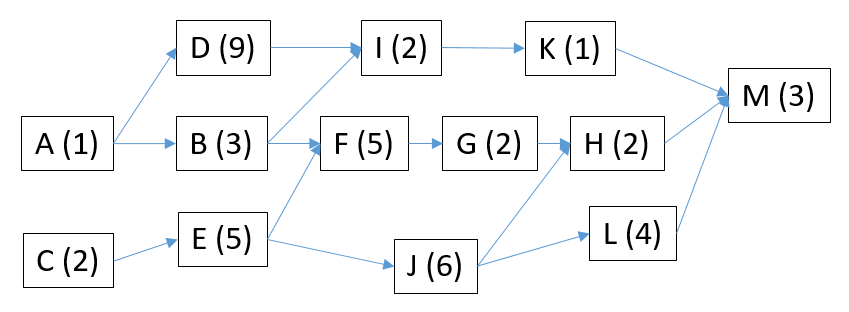 D (9)
I (2)
K (1)
M (3)
A (1)
B (3)
F (5)
G (2)
H (2)
E (5)
L (4)
C (2)
J (6)